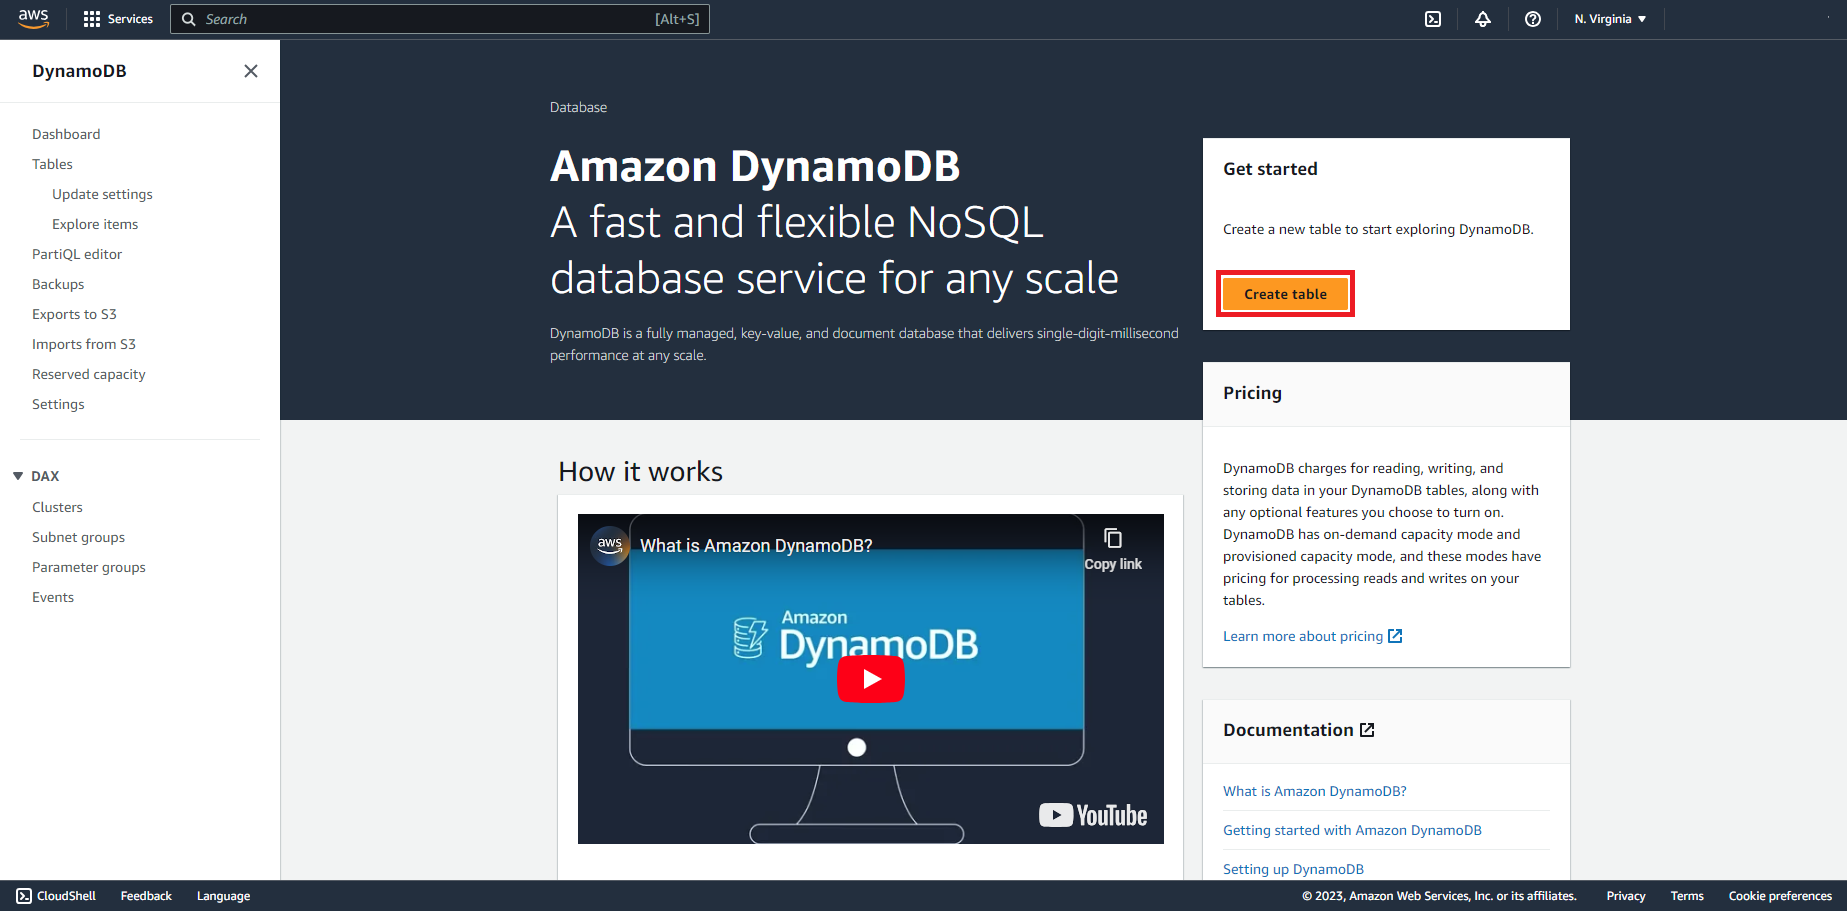 aws
Services
Search
[Alt+S]
N. Virginia
DynamoDB
Dashboard
Tables
Update settings
Explore items
PartiQL editor
Backups
Exports to S3
Imports from S3
Reserved capacity
Settings
DAX
Clusters
Subnet groups
Parameter groups
Events
Database
Amazon DynamoDB
A fast and flexible NoSQL
database service for any scale
DynamoDB is a fully managed, key-value, and document database that delivers single-digit-millisecond
performance at any scale.
Get started
Create a new table to start exploring DynamoDB.
Create table
Pricing
DynamoDB charges for reading, writing, and
storing data in your DynamoDB tables, along with
any optional features you choose to turn on.
DynamoDB has on-demand capacity mode and
provisioned capacity mode, and these modes have
pricing for processing reads and writes on your
tables.
Learn more about pricing
How it works
aws
What is Amazon DynamoDB?
Copy link
Amazon
DynamoDB
YouTube
Documentation
What is Amazon DynamoDB?
Getting started with Amazon DynamoDB
Setting up DynamoDB
CloudShell
Feedback
Language
© 2023, Amazon Web Services, Inc. or its affiliates.
Privacy
Terms
Cookie preferences